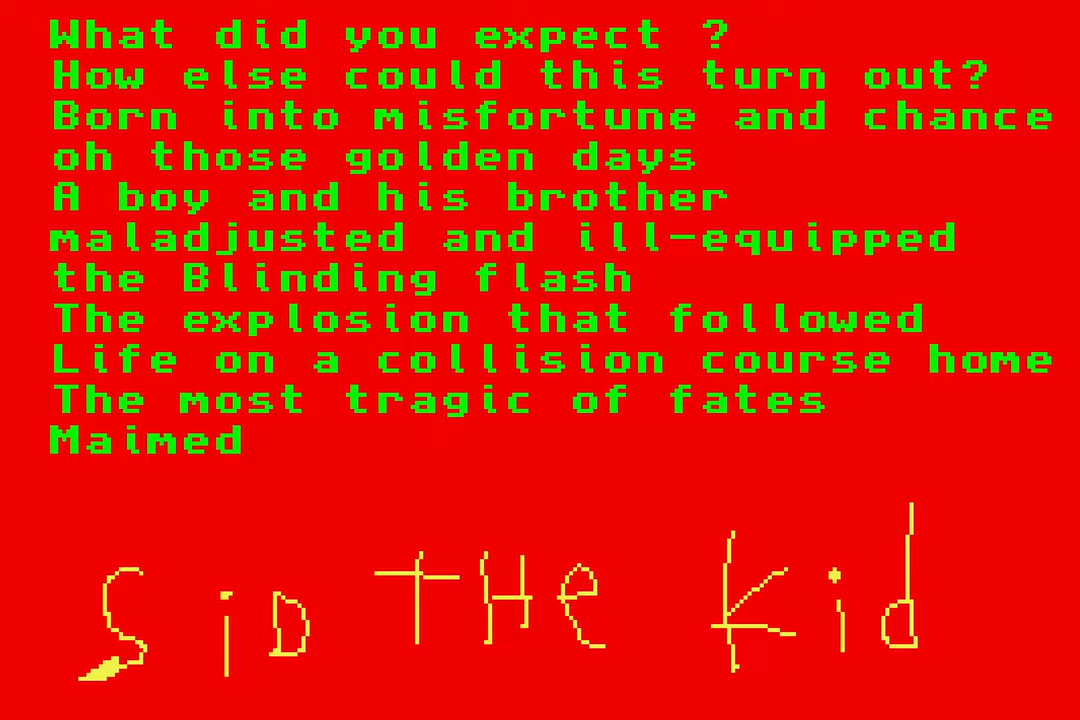 What did you expect ?
How else could this turn out?
Born into misfortune and chance
oh those golden days
A boy and his brother
maladjusted and ill-equipped
the Blinding flash
The explosion that followed
Life on a collision course home
The most tragic of fates
Maimed
SiD THe Kid